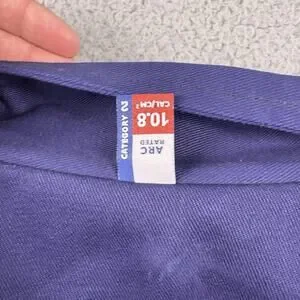 CATEGORY 2
ARC
RATED
10.8
CAL/CM²